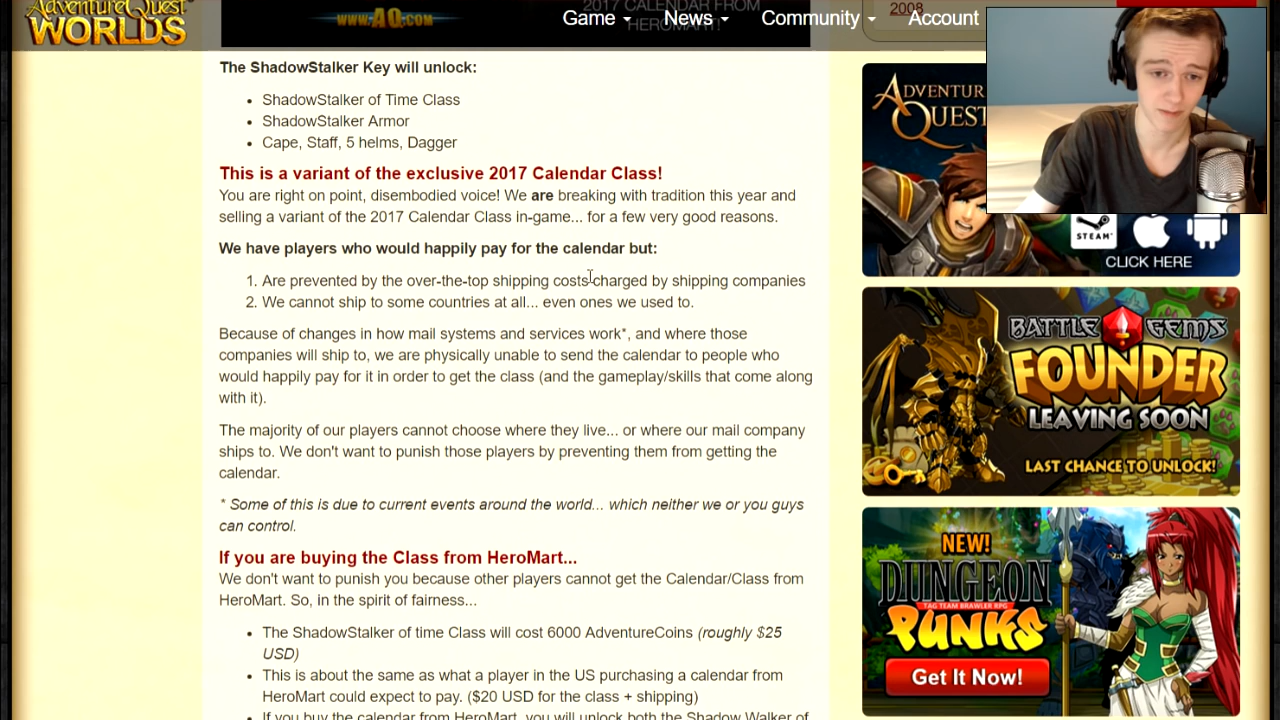 AdventureQuest
WORLDS
WWW.AQ.COM
2017 CALENDAR FROM
HEROMART!
Game
News
Community
Account
2008
The ShadowStalker Key will unlock:
• ShadowStalker of Time Class
• ShadowStalker Armor
• Cape, Staff, 5 helms, Dagger
This is a variant of the exclusive 2017 Calendar Class!
You are right on point, disembodied voice! We are breaking with tradition this year and
selling a variant of the 2017 Calendar Class in-game... for a few very good reasons.
We have players who would happily pay for the calendar but:
1. Are prevented by the over-the-top shipping costs charged by shipping companies
2. We cannot ship to some countries at all... even ones we used to.
Because of changes in how mail systems and services work*, and where those
companies will ship to, we are physically unable to send the calendar to people who
would happily pay for it in order to get the class (and the gameplay/skills that come along
with it).
The majority of our players cannot choose where they live... or where our mail company
ships to. We don't want to punish those players by preventing them from getting the
calendar.
* Some of this is due to current events around the world... which neither we or you guys
can control.
If you are buying the Class from HeroMart...
We don't want to punish you because other players cannot get the Calendar/Class from
HeroMart. So, in the spirit of fairness...
• The ShadowStalker of time Class will cost 6000 AdventureCoins (roughly $25
USD)
• This is about the same as what a player in the US purchasing a calendar from
HeroMart could expect to pay. ($20 USD for the class + shipping)
• If you buy the calendar from HeroMart, you will unlock both the Shadow Walker of
ADVENTURE
QUEST
STEAM
CLICK HERE
BATTLE GEMS
FOUNDER
LEAVING SOON
LAST CHANCE TO UNLOCK!
NEW!
DUNGEON
TAG TEAM BRAWLER RPG
PUNKS
Get It Now!